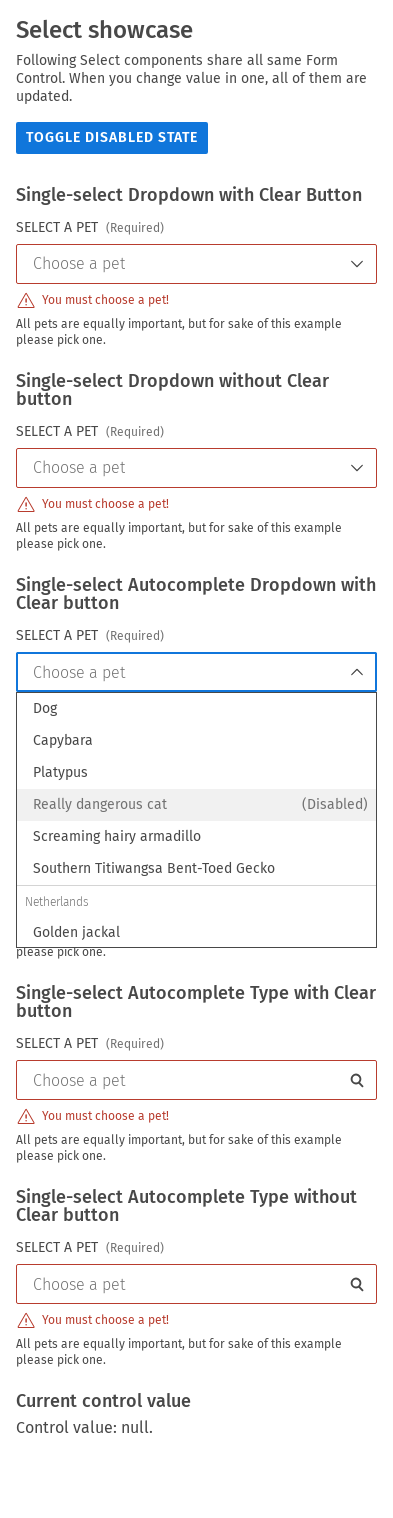 Select showcase
Following Select components share all same Form
Control. When you change value in one, all of them are
updated.
TOGGLE DISABLED STATE
Single-select Dropdown with Clear Button
SELECT A PET (Required)
Choose a pet
You must choose a pet!
All pets are equally important, but for sake of this example
please pick one.
Single-select Dropdown without Clear
button
SELECT A PET (Required)
Choose a pet
You must choose a pet!
All pets are equally important, but for sake of this example
please pick one.
Single-select Autocomplete Dropdown with
Clear button
SELECT A PET (Required)
Choose a pet
Dog
Capybara
Platypus
Really dangerous cat (Disabled)
Screaming hairy armadillo
Southern Titiwangsa Bent-Toed Gecko
Netherlands
Golden jackal
please pick one.
Single-select Autocomplete Type with Clear
button
SELECT A PET (Required)
Choose a pet
You must choose a pet!
All pets are equally important, but for sake of this example
please pick one.
Single-select Autocomplete Type without
Clear button
SELECT A PET (Required)
Choose a pet
You must choose a pet!
All pets are equally important, but for sake of this example
please pick one.
Current control value
Control value: null.